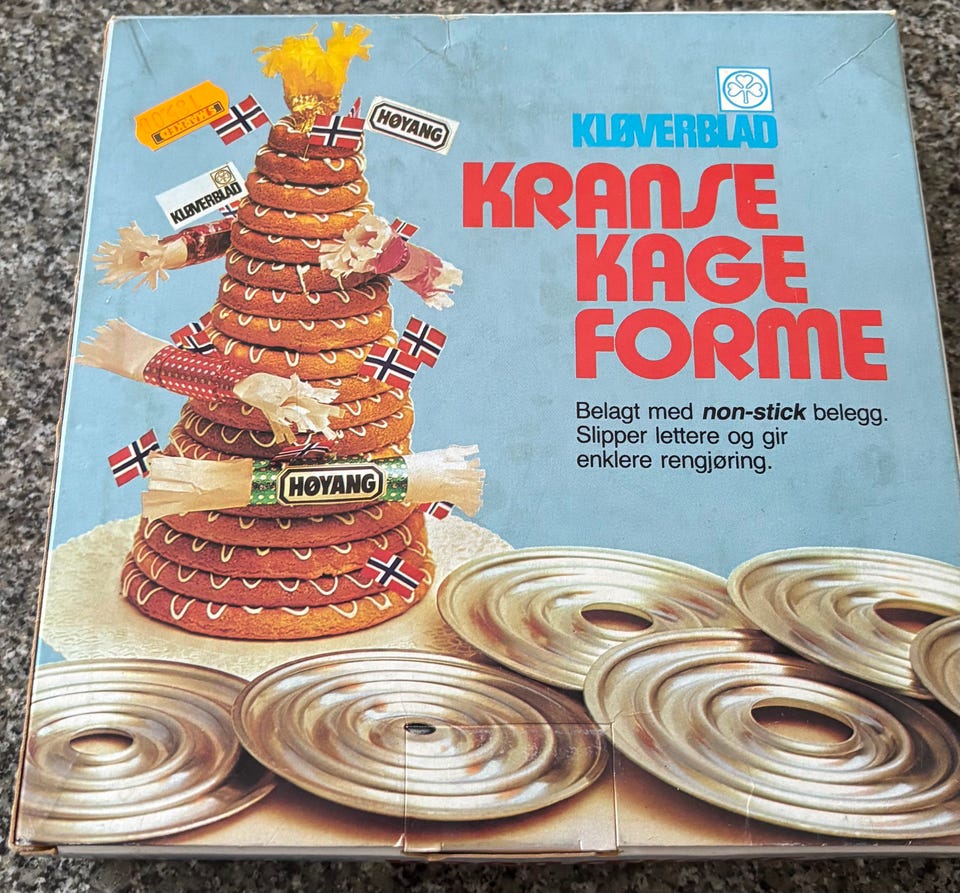 KLØVERBLAD
KRANSE
KAGE
FORME
Belagt med non-stick belegg.
Slipper lettere og gir
enklere rengjøring.
HØYANG
KLØVERBLAD
HØYANG